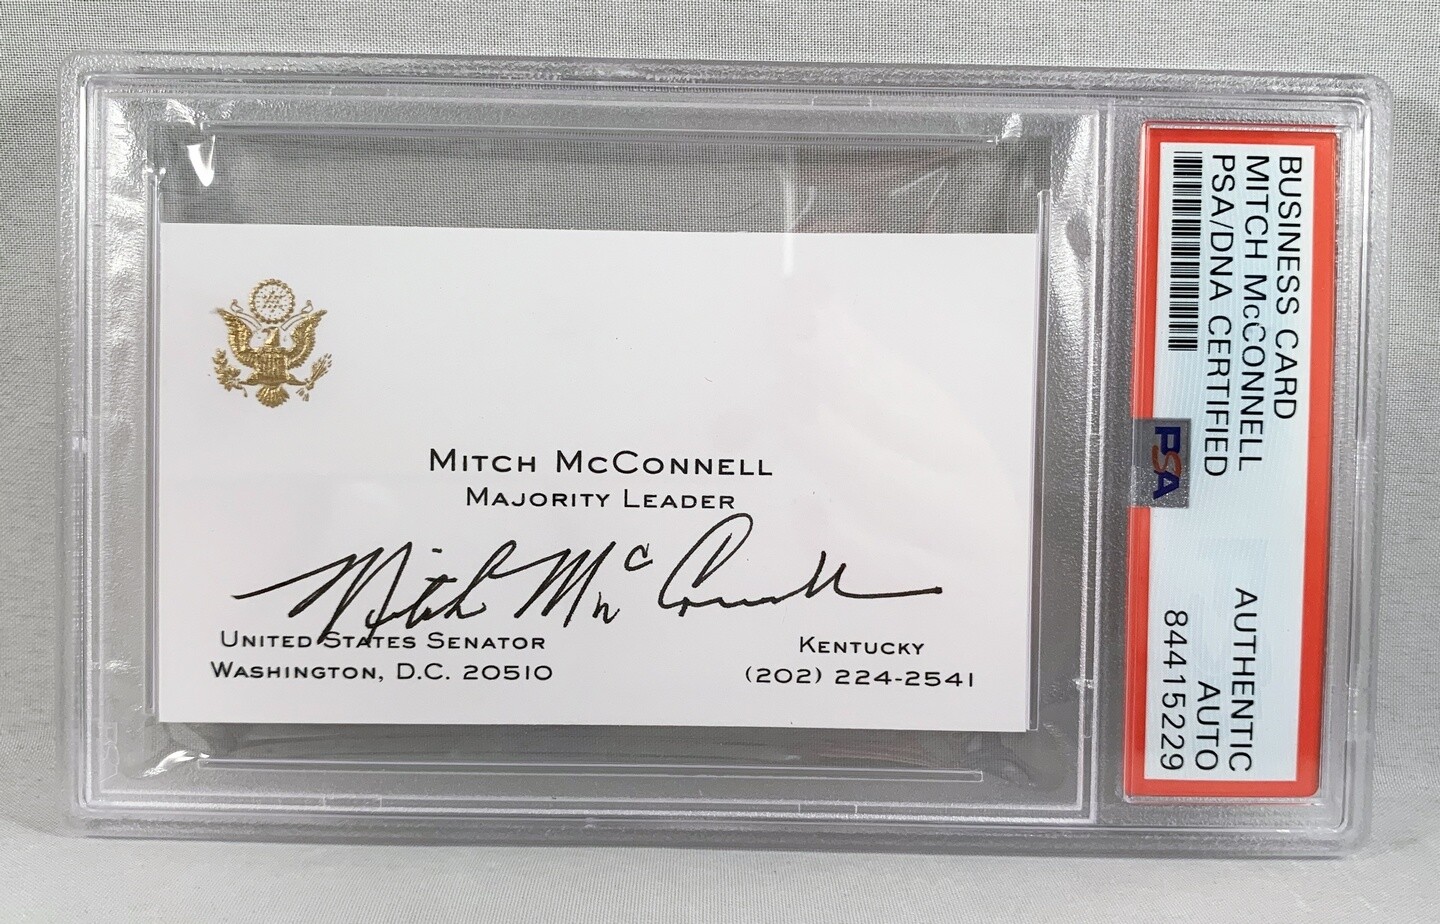 MITCH MCCONNELL
MAJORITY LEADER
Mitch McConnell
UNITED STATES SENATOR
WASHINGTON, D.C. 20510
KENTUCKY
(202) 224-2541
BUSINESS CARD
MITCH McCONNELL
PSA/DNA CERTIFIED
AUTHENTIC
AUTO
84415229
PSA